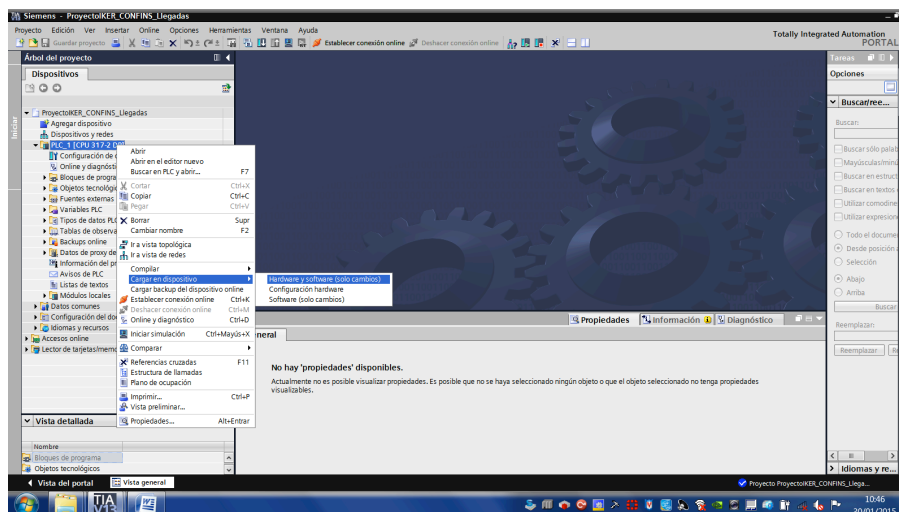 Siemens - ProyectoIKER_CONFINS_Llegadas
Proyecto Edición Ver Insertar Online Opciones Herramientas Ventana Ayuda
Guardar proyecto Establecer conexión online Deshacer conexión online
Totally Integrated Automation
PORTAL
Árbol del proyecto
Dispositivos
Iniciar
ProyectoIKER_CONFINS_Llegadas
Agregar dispositivo
Dispositivos y redes
PLC_1 [CPU 317-2 DP]
Configuración de d
Online y diagnósti
Bloques de progra
Objetos tecnológic
Fuentes externas
Variables PLC
Tipos de datos PLC
Tablas de observa
Backups online
Datos de proxy de
Información del pr
Avisos de PLC
Listas de textos
Módulos locales
Datos comunes
Configuración del do
Idiomas y recursos
Accesos online
Lector de tarjetas/memo
Abrir
Abrir en el editor nuevo
Buscar en PLC y abrir... F7
Cortar Ctrl+X
Copiar Ctrl+C
Pegar Ctrl+V
Borrar Supr
Cambiar nombre F2
Ir a vista topológica
Ir a vista de redes
Compilar
Cargar en dispositivo
Cargar backup del dispositivo online
Establecer conexión online Ctrl+K
Deshacer conexión online Ctrl+M
Online y diagnóstico Ctrl+D
Iniciar simulación Ctrl+Mayús+X
Comparar
Referencias cruzadas F11
Estructura de llamadas
Plano de ocupación
Imprimir... Ctrl+P
Vista preliminar...
Propiedades... Alt+Entrar
Hardware y software (solo cambios)
Configuración hardware
Software (solo cambios)
Propiedades Información Diagnóstico
neral
No hay 'propiedades' disponibles.
Actualmente no es posible visualizar propiedades. Es posible que no se haya seleccionado ningún objeto o que el objeto seleccionado no tenga propiedades
visualizables.
Vista detallada
Nombre
Bloques de programa
Objetos tecnológicos
Tareas
Opciones
Buscar/ree...
Buscar:
Buscar sólo palab
Mayúsculas/minú
Buscar en estruct
Buscar en textos
Utilizar comodine
Utilizar expresion
Todo el docume
Desde posición a
Selección
Abajo
Arriba
Buscar
Reemplazar:
Reemplazar
Idiomas y re...
Vista del portal Vista general
Proyecto ProyectoIKER_CONFINS_Llega...
TIA
V13
10:46
20/01/2015